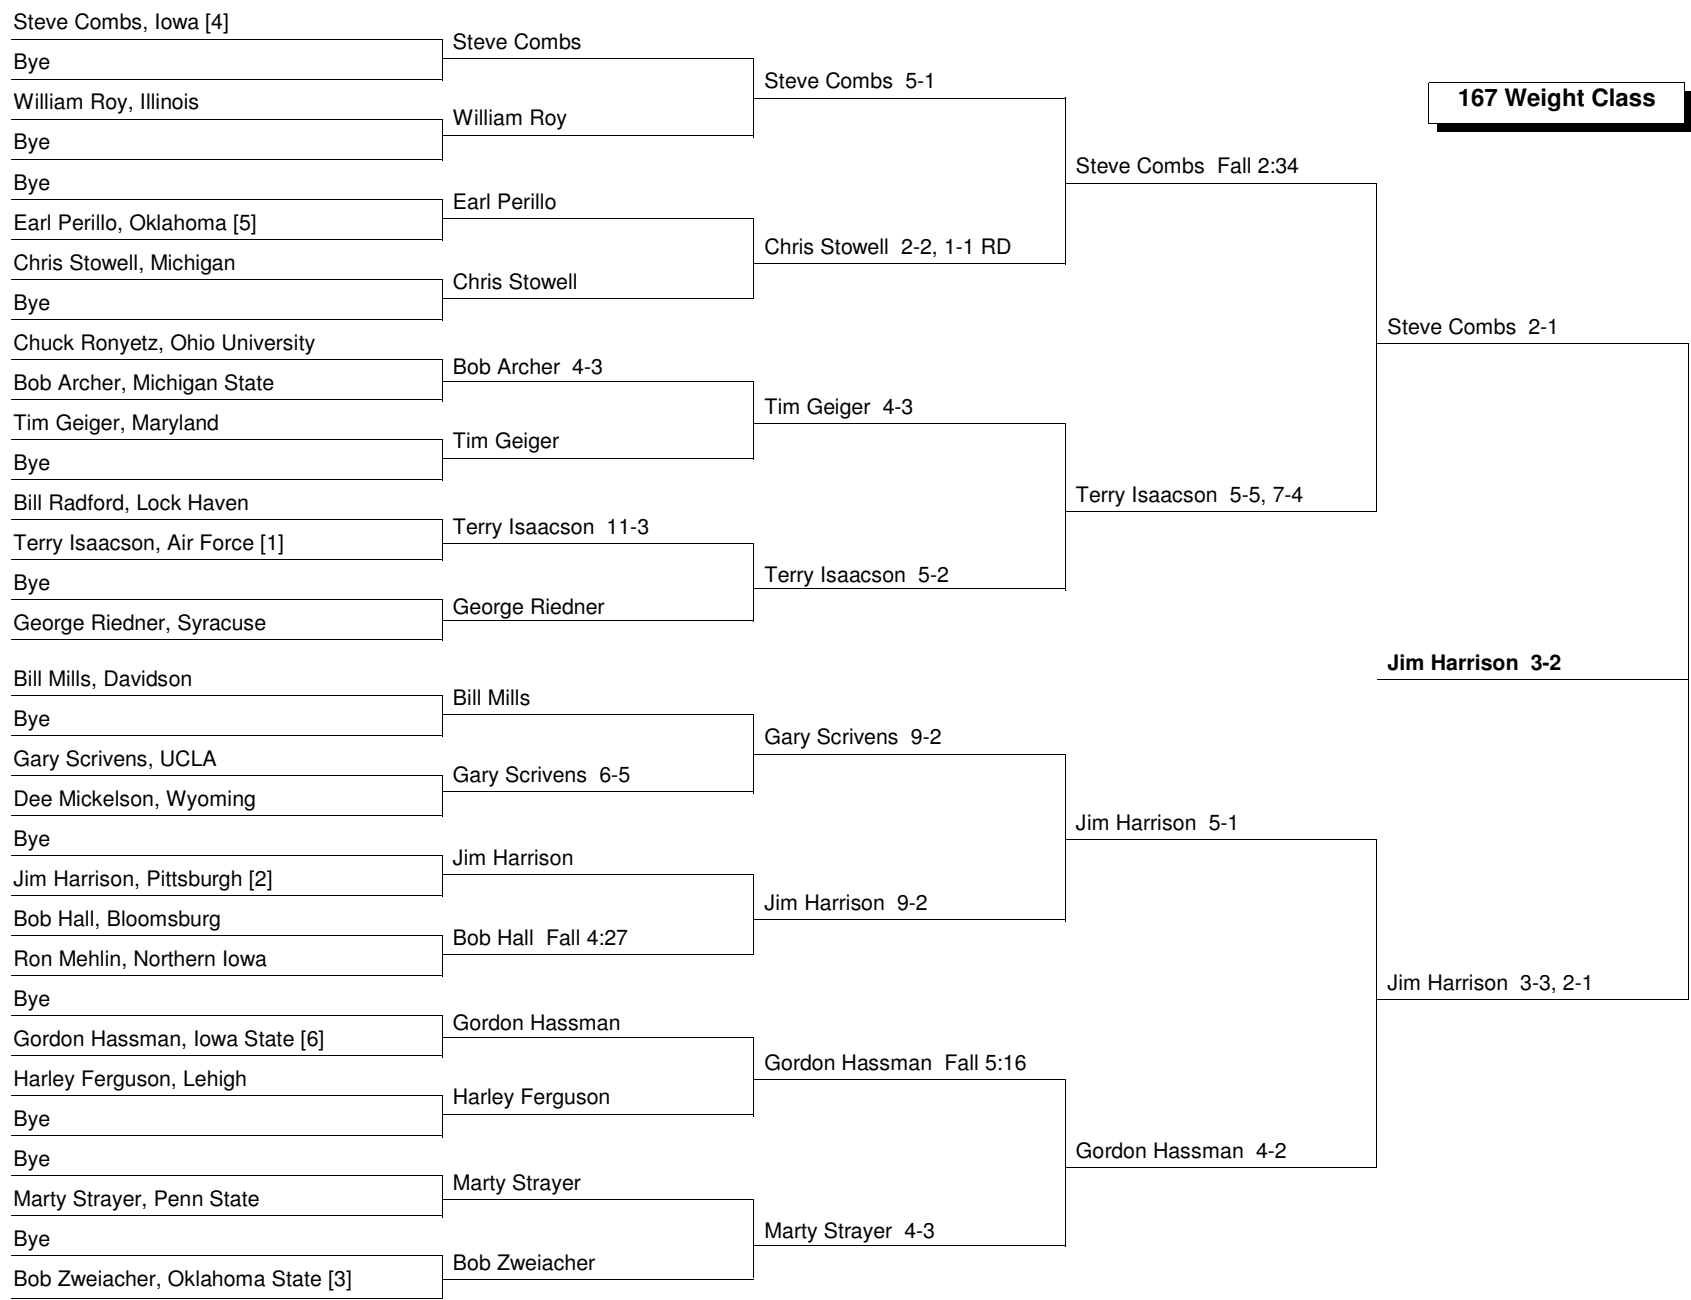 167 Weight Class
Steve Combs, Iowa [4]
Bye
William Roy, Illinois
Bye
Bye
Earl Perillo, Oklahoma [5]
Chris Stowell, Michigan
Bye
Chuck Ronyetz, Ohio University
Bob Archer, Michigan State
Tim Geiger, Maryland
Bye
Bill Radford, Lock Haven
Terry Isaacson, Air Force [1]
Bye
George Riedner, Syracuse
Bill Mills, Davidson
Bye
Gary Scrivens, UCLA
Dee Mickelson, Wyoming
Bye
Jim Harrison, Pittsburgh [2]
Bob Hall, Bloomsburg
Ron Mehlin, Northern Iowa
Bye
Gordon Hassman, Iowa State [6]
Harley Ferguson, Lehigh
Bye
Bye
Marty Strayer, Penn State
Bye
Bob Zweiacher, Oklahoma State [3]
Steve Combs
William Roy
Earl Perillo
Chris Stowell
Bob Archer 4-3
Tim Geiger
Terry Isaacson 11-3
George Riedner
Bill Mills
Gary Scrivens 6-5
Jim Harrison
Bob Hall Fall 4:27
Gordon Hassman
Harley Ferguson
Marty Strayer
Bob Zweiacher
Steve Combs 5-1
Chris Stowell 2-2, 1-1 RD
Tim Geiger 4-3
Terry Isaacson 5-2
Gary Scrivens 9-2
Jim Harrison 9-2
Gordon Hassman Fall 5:16
Marty Strayer 4-3
Steve Combs Fall 2:34
Terry Isaacson 5-5, 7-4
Jim Harrison 5-1
Gordon Hassman 4-2
Steve Combs 2-1
Jim Harrison 3-3, 2-1
Jim Harrison 3-2